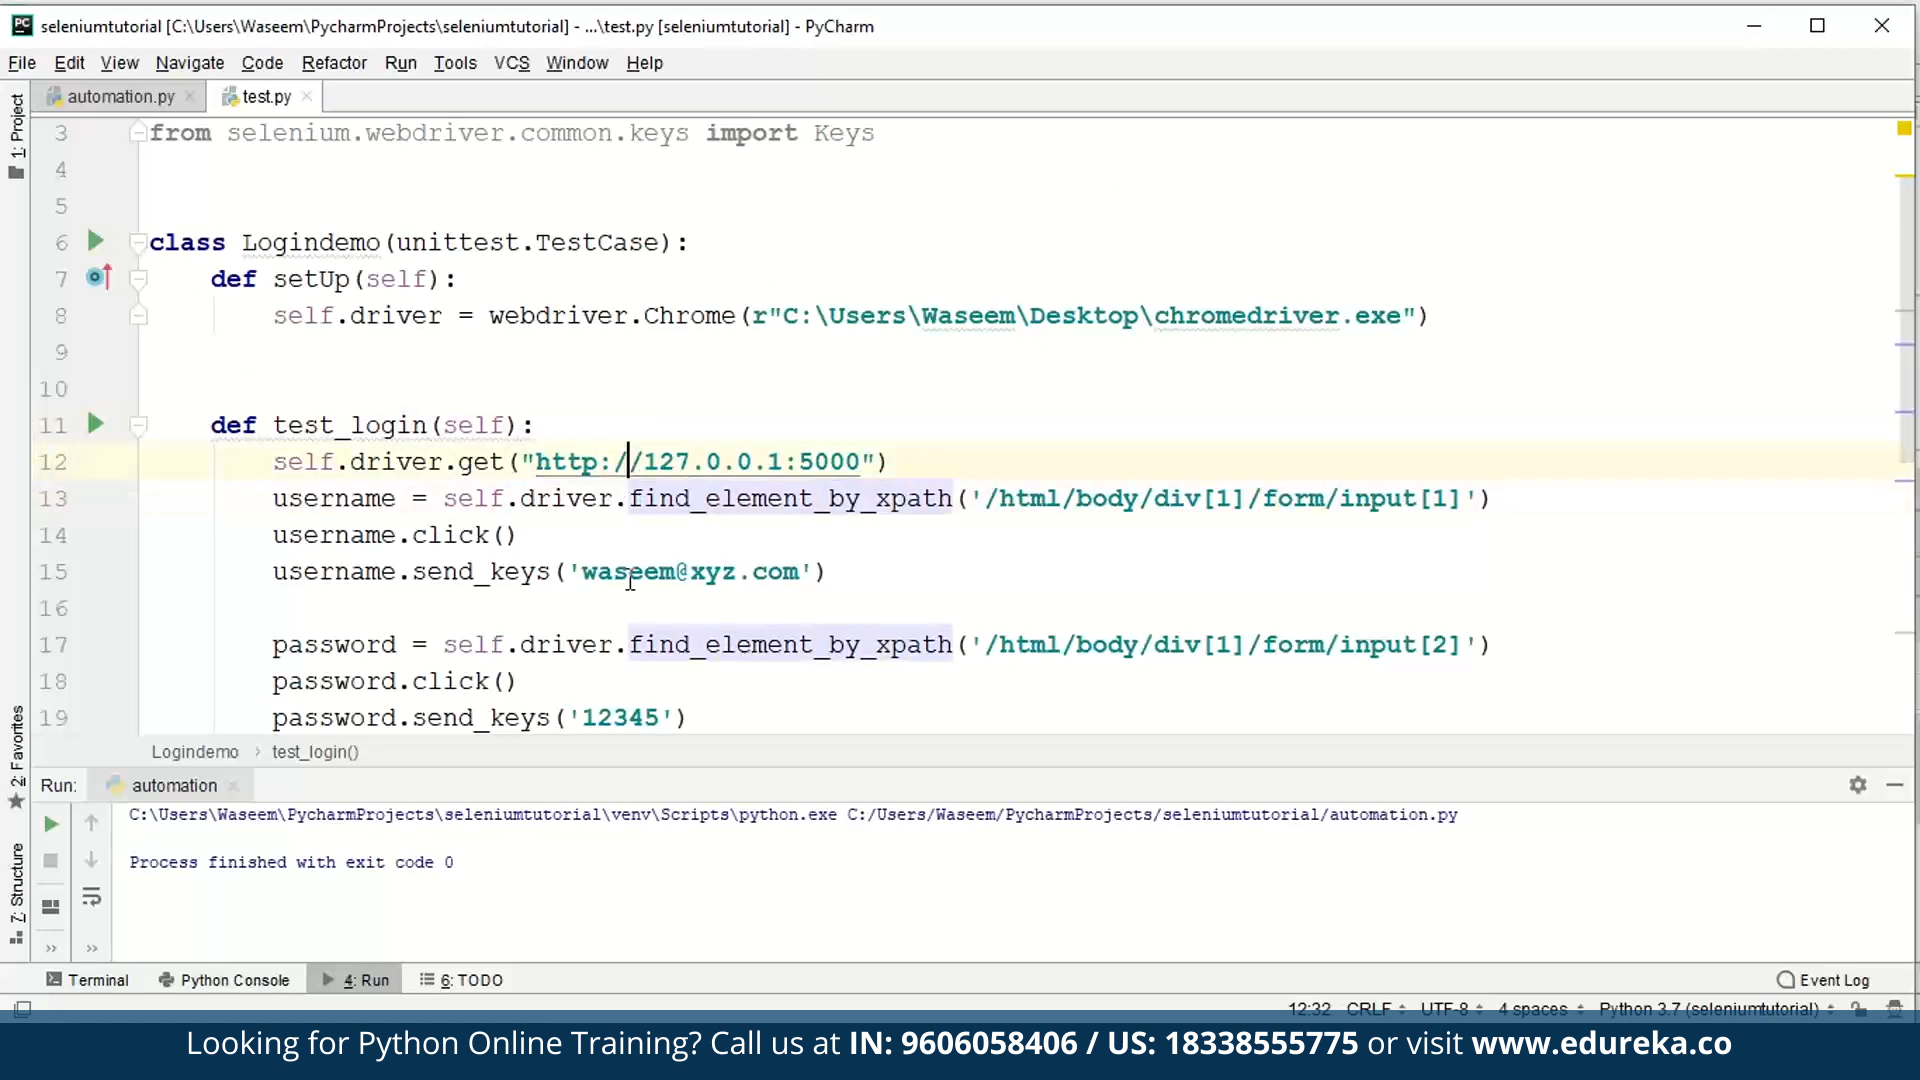 seleniumtutorial [C:\Users\Waseem\PycharmProjects\seleniumtutorial] - ...\test.py [seleniumtutorial] - PyCharm
File Edit View Navigate Code Refactor Run Tools VCS Window Help
automation.py test.py
1: Project
3 from selenium.webdriver.common.keys import Keys
4
5
6 class Logindemo(unittest.TestCase):
7 def setUp(self):
8 self.driver = webdriver.Chrome(r"C:\Users\Waseem\Desktop\chromedriver.exe")
9
10
11 def test_login(self):
12 self.driver.get("http://127.0.0.1:5000")
13 username = self.driver.find_element_by_xpath('/html/body/div[1]/form/input[1]')
14 username.click()
15 username.send_keys('waseem@xyz.com')
16
17 password = self.driver.find_element_by_xpath('/html/body/div[1]/form/input[2]')
18 password.click()
19 password.send_keys('12345')
Logindemo › test_login()
2: Favorites
7: Structure
Run: automation
C:\Users\Waseem\PycharmProjects\seleniumtutorial\venv\Scripts\python.exe C:/Users/Waseem/PycharmProjects/seleniumtutorial/automation.py
Process finished with exit code 0
Terminal Python Console 4: Run 6: TODO Event Log
12:32 CRLF UTF-8 4 spaces Python 3.7 (seleniumtutorial)
Looking for Python Online Training? Call us at IN: 9606058406 / US: 18338555775 or visit www.edureka.co